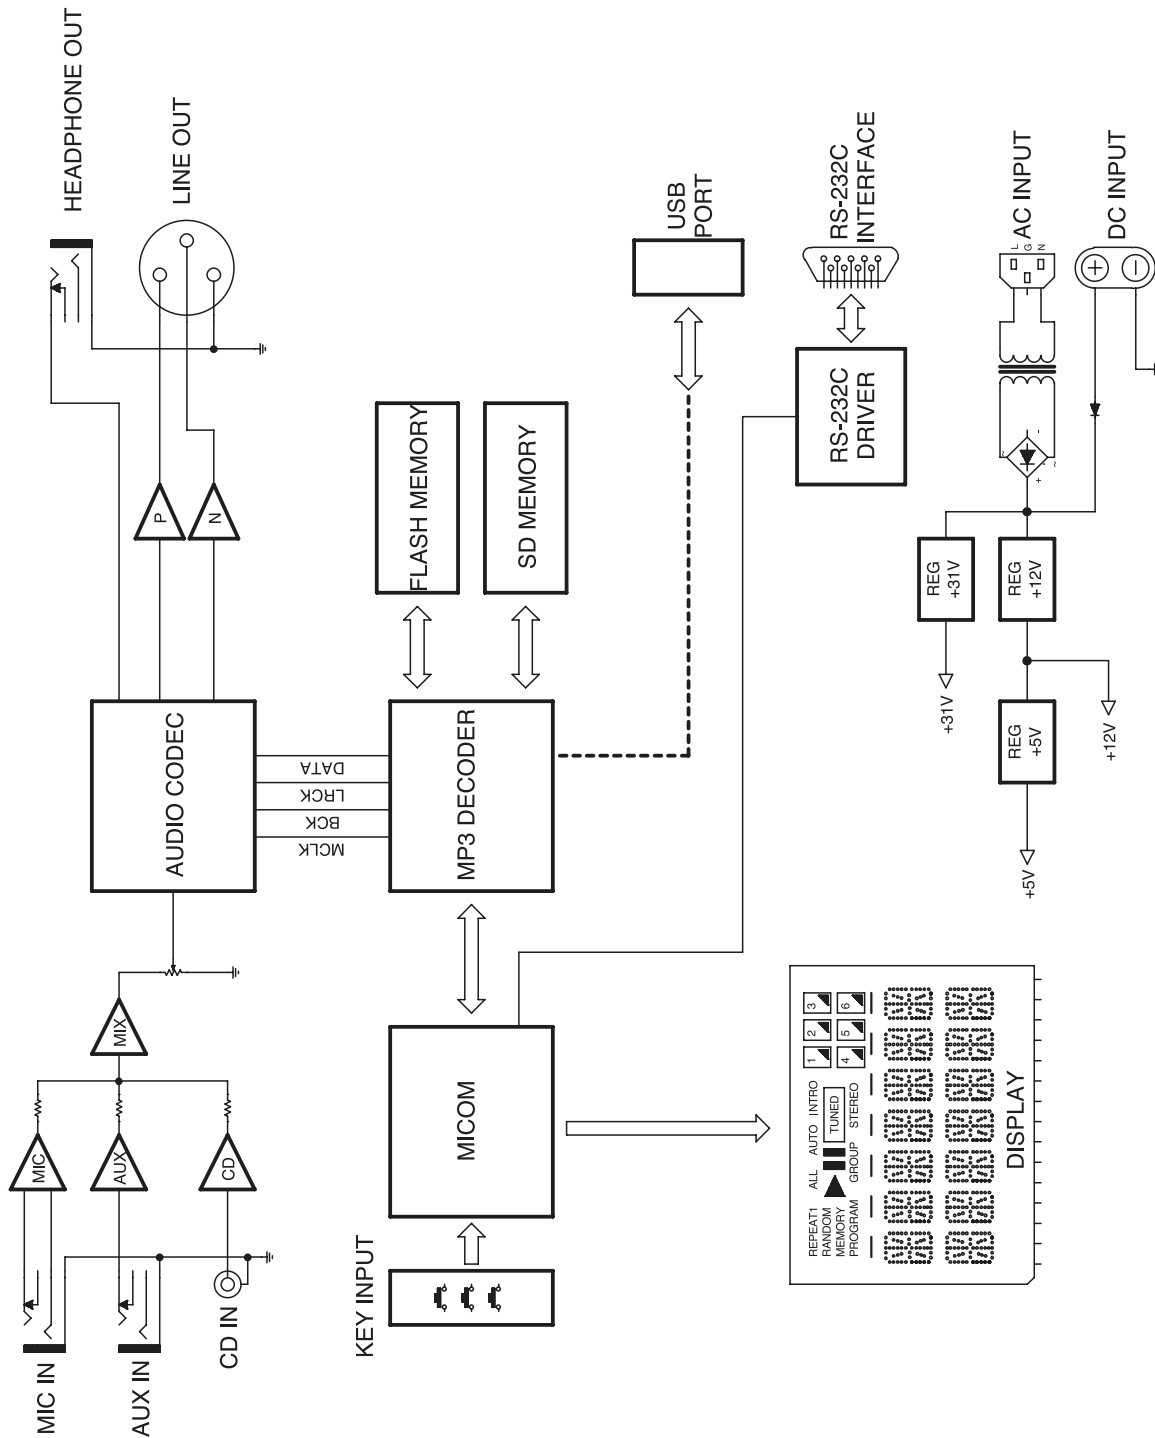 MIC IN
AUX IN
CD IN
MIC
AUX
CD
MIX
AUDIO CODEC
P
N
HEADPHONE OUT
LINE OUT
MCLK
BCK
LRCK
DATA
KEY INPUT
MICOM
MP3 DECODER
FLASH MEMORY
SD MEMORY
USB
PORT
RS-232C
DRIVER
RS-232C
INTERFACE
REPEAT1 ALL AUTO INTRO
RANDOM
MEMORY
PROGRAM GROUP STEREO
TUNED
1 2 3
4 5 6
DISPLAY
+31V
REG
+31V
REG
+12V
+12V
REG
+5V
+5V
+ -
~ ~
L
G
N
AC INPUT
+ −
DC INPUT